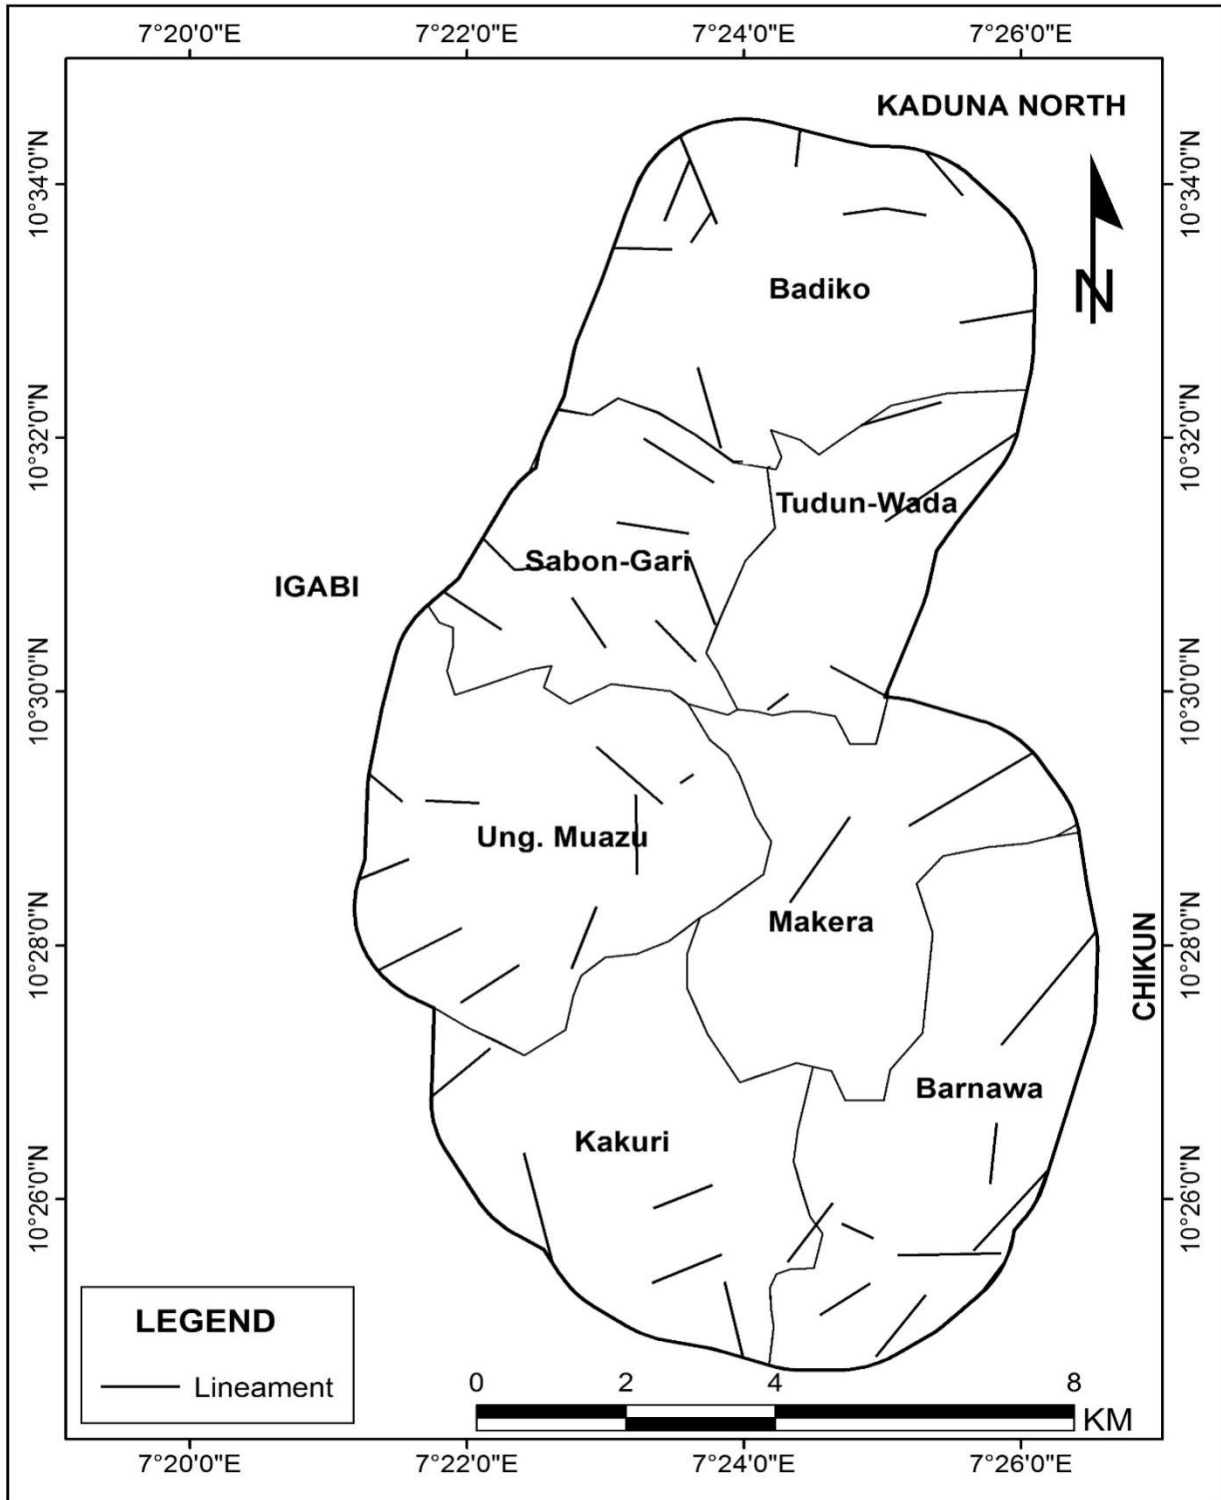 7°20'0"E 7°22'0"E 7°24'0"E 7°26'0"E
KADUNA NORTH
10°34'0"N 10°34'0"N
N
Badiko
10°32'0"N 10°32'0"N
Tudun-Wada
Sabon-Gari
IGABI
10°30'0"N 10°30'0"N
Ung. Muazu
Makera
10°28'0"N CHIKUN 10°28'0"N
Barnawa
Kakuri
10°26'0"N 10°26'0"N
LEGEND
Lineament
0 2 4 8
KM
7°20'0"E 7°22'0"E 7°24'0"E 7°26'0"E